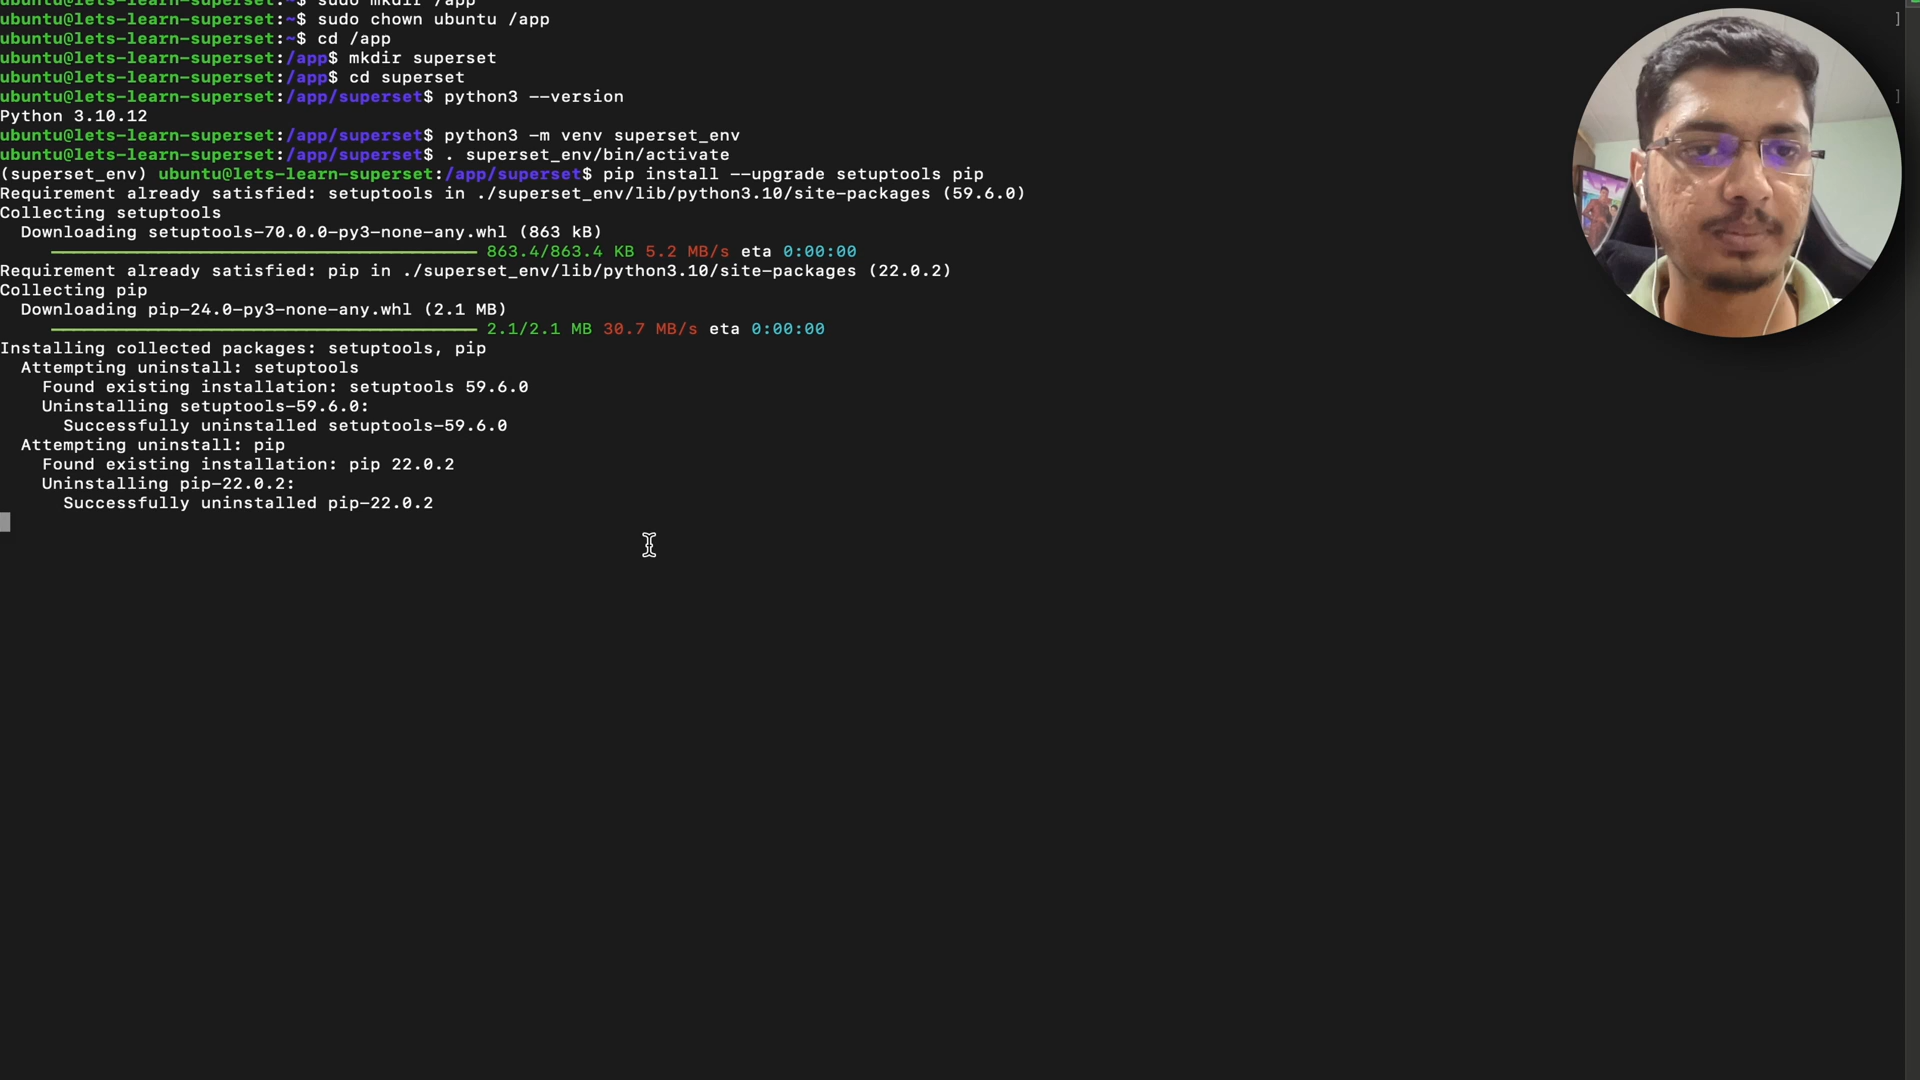 ubuntu@lets-learn-superset:~$ sudo mkdir /app
ubuntu@lets-learn-superset:~$ sudo chown ubuntu /app
ubuntu@lets-learn-superset:~$ cd /app
ubuntu@lets-learn-superset:/app$ mkdir superset
ubuntu@lets-learn-superset:/app$ cd superset
ubuntu@lets-learn-superset:/app/superset$ python3 --version
Python 3.10.12
ubuntu@lets-learn-superset:/app/superset$ python3 -m venv superset_env
ubuntu@lets-learn-superset:/app/superset$ . superset_env/bin/activate
(superset_env) ubuntu@lets-learn-superset:/app/superset$ pip install --upgrade setuptools pip
Requirement already satisfied: setuptools in ./superset_env/lib/python3.10/site-packages (59.6.0)
Collecting setuptools
  Downloading setuptools-70.0.0-py3-none-any.whl (863 kB)
863.4/863.4 KB 5.2 MB/s eta 0:00:00
Requirement already satisfied: pip in ./superset_env/lib/python3.10/site-packages (22.0.2)
Collecting pip
  Downloading pip-24.0-py3-none-any.whl (2.1 MB)
2.1/2.1 MB 30.7 MB/s eta 0:00:00
Installing collected packages: setuptools, pip
  Attempting uninstall: setuptools
    Found existing installation: setuptools 59.6.0
    Uninstalling setuptools-59.6.0:
      Successfully uninstalled setuptools-59.6.0
  Attempting uninstall: pip
    Found existing installation: pip 22.0.2
    Uninstalling pip-22.0.2:
      Successfully uninstalled pip-22.0.2